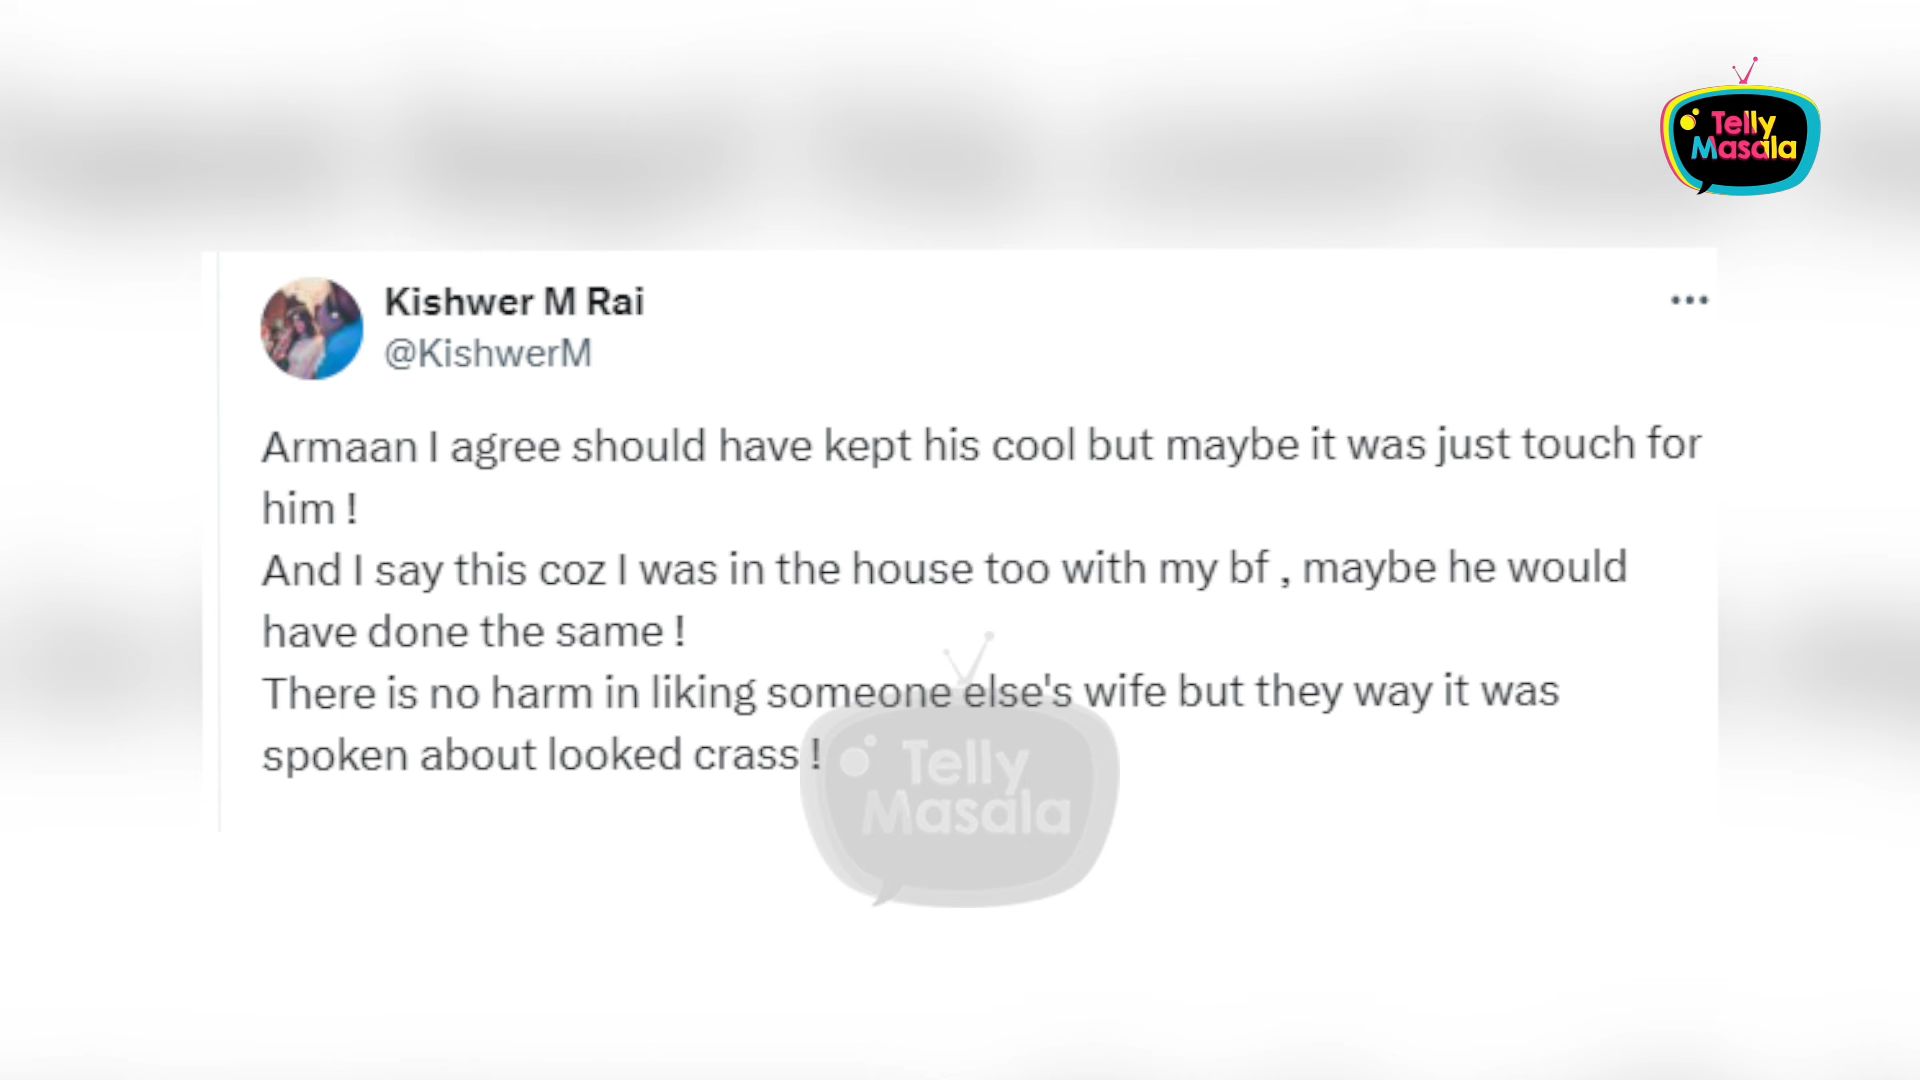 Telly
Masala
Kishwer M Rai
@KishwerM
Armaan I agree should have kept his cool but maybe it was just touch for
him !
And I say this coz I was in the house too with my bf , maybe he would
have done the same !
There is no harm in liking someone else's wife but they way it was
spoken about looked crass !
Telly
Masala